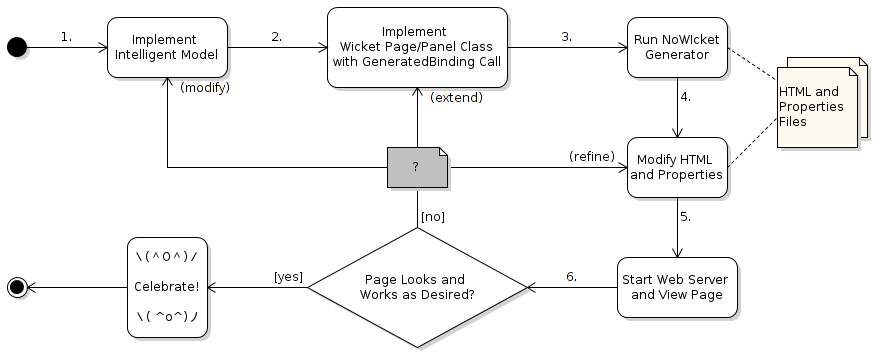 1.
Implement
Intelligent Model
2.
Implement
Wicket Page/Panel Class
with GeneratedBinding Call
3.
Run NoWIcket
Generator
HTML and
Properties
Files
(modify)
(extend)
4.
?
(refine)
Modify HTML
and Properties
[no]
5.
\(^O^)/
Celebrate!
\( ^o^)丿
[yes]
Page Looks and
Works as Desired?
6.
Start Web Server
and View Page